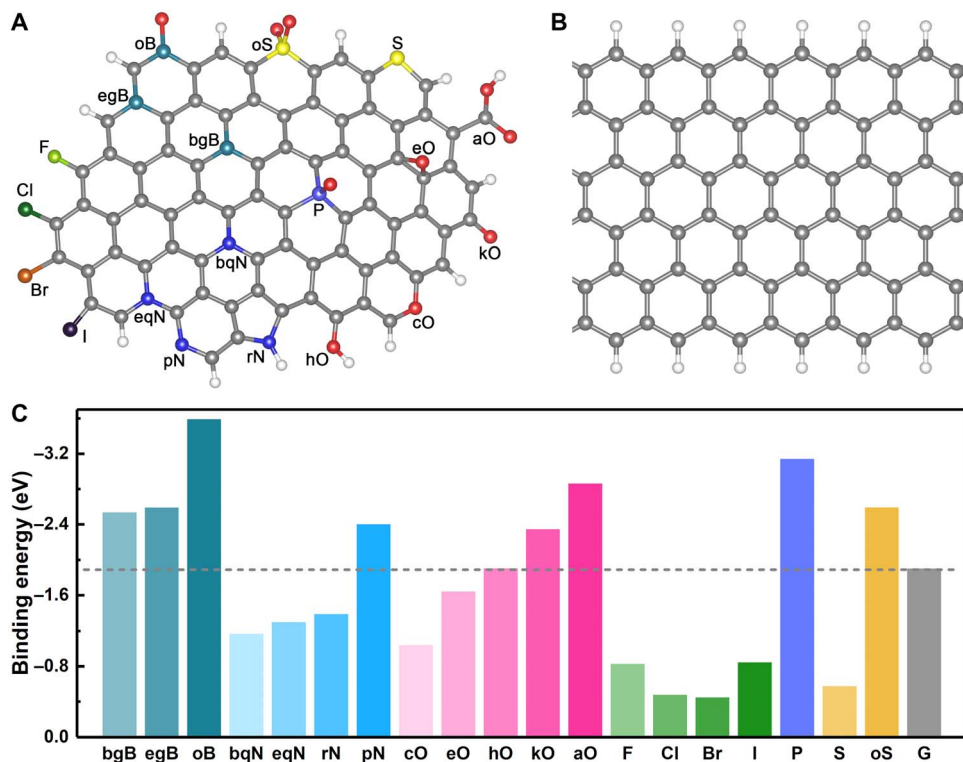 A
B
oB
oS
S
egB
aO
bgB
eO
F
P
Cl
kO
bqN
Br
eqN
cO
I
pN
rN
hO
C
Binding energy (eV)
−3.2
−2.4
−1.6
−0.8
0.0
bgB egB oB bqN eqN rN pN cO eO hO kO aO F Cl Br I P S oS G